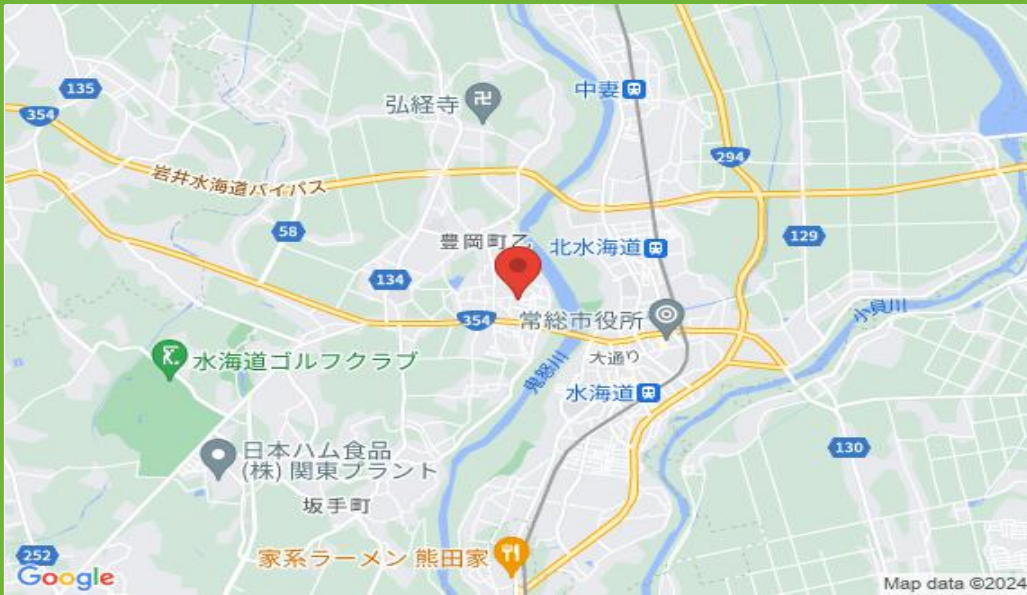 135
354
弘経寺
中妻
294
岩井水海道バイパス
58
豊岡町乙
北水海道
129
134
354
常総市役所
小貝川
大通り
水海道ゴルフクラブ
鬼怒川
水海道
日本ハム食品
(株) 関東プラント
130
坂手町
252
家系ラーメン 熊田家
Google
Map data ©2024